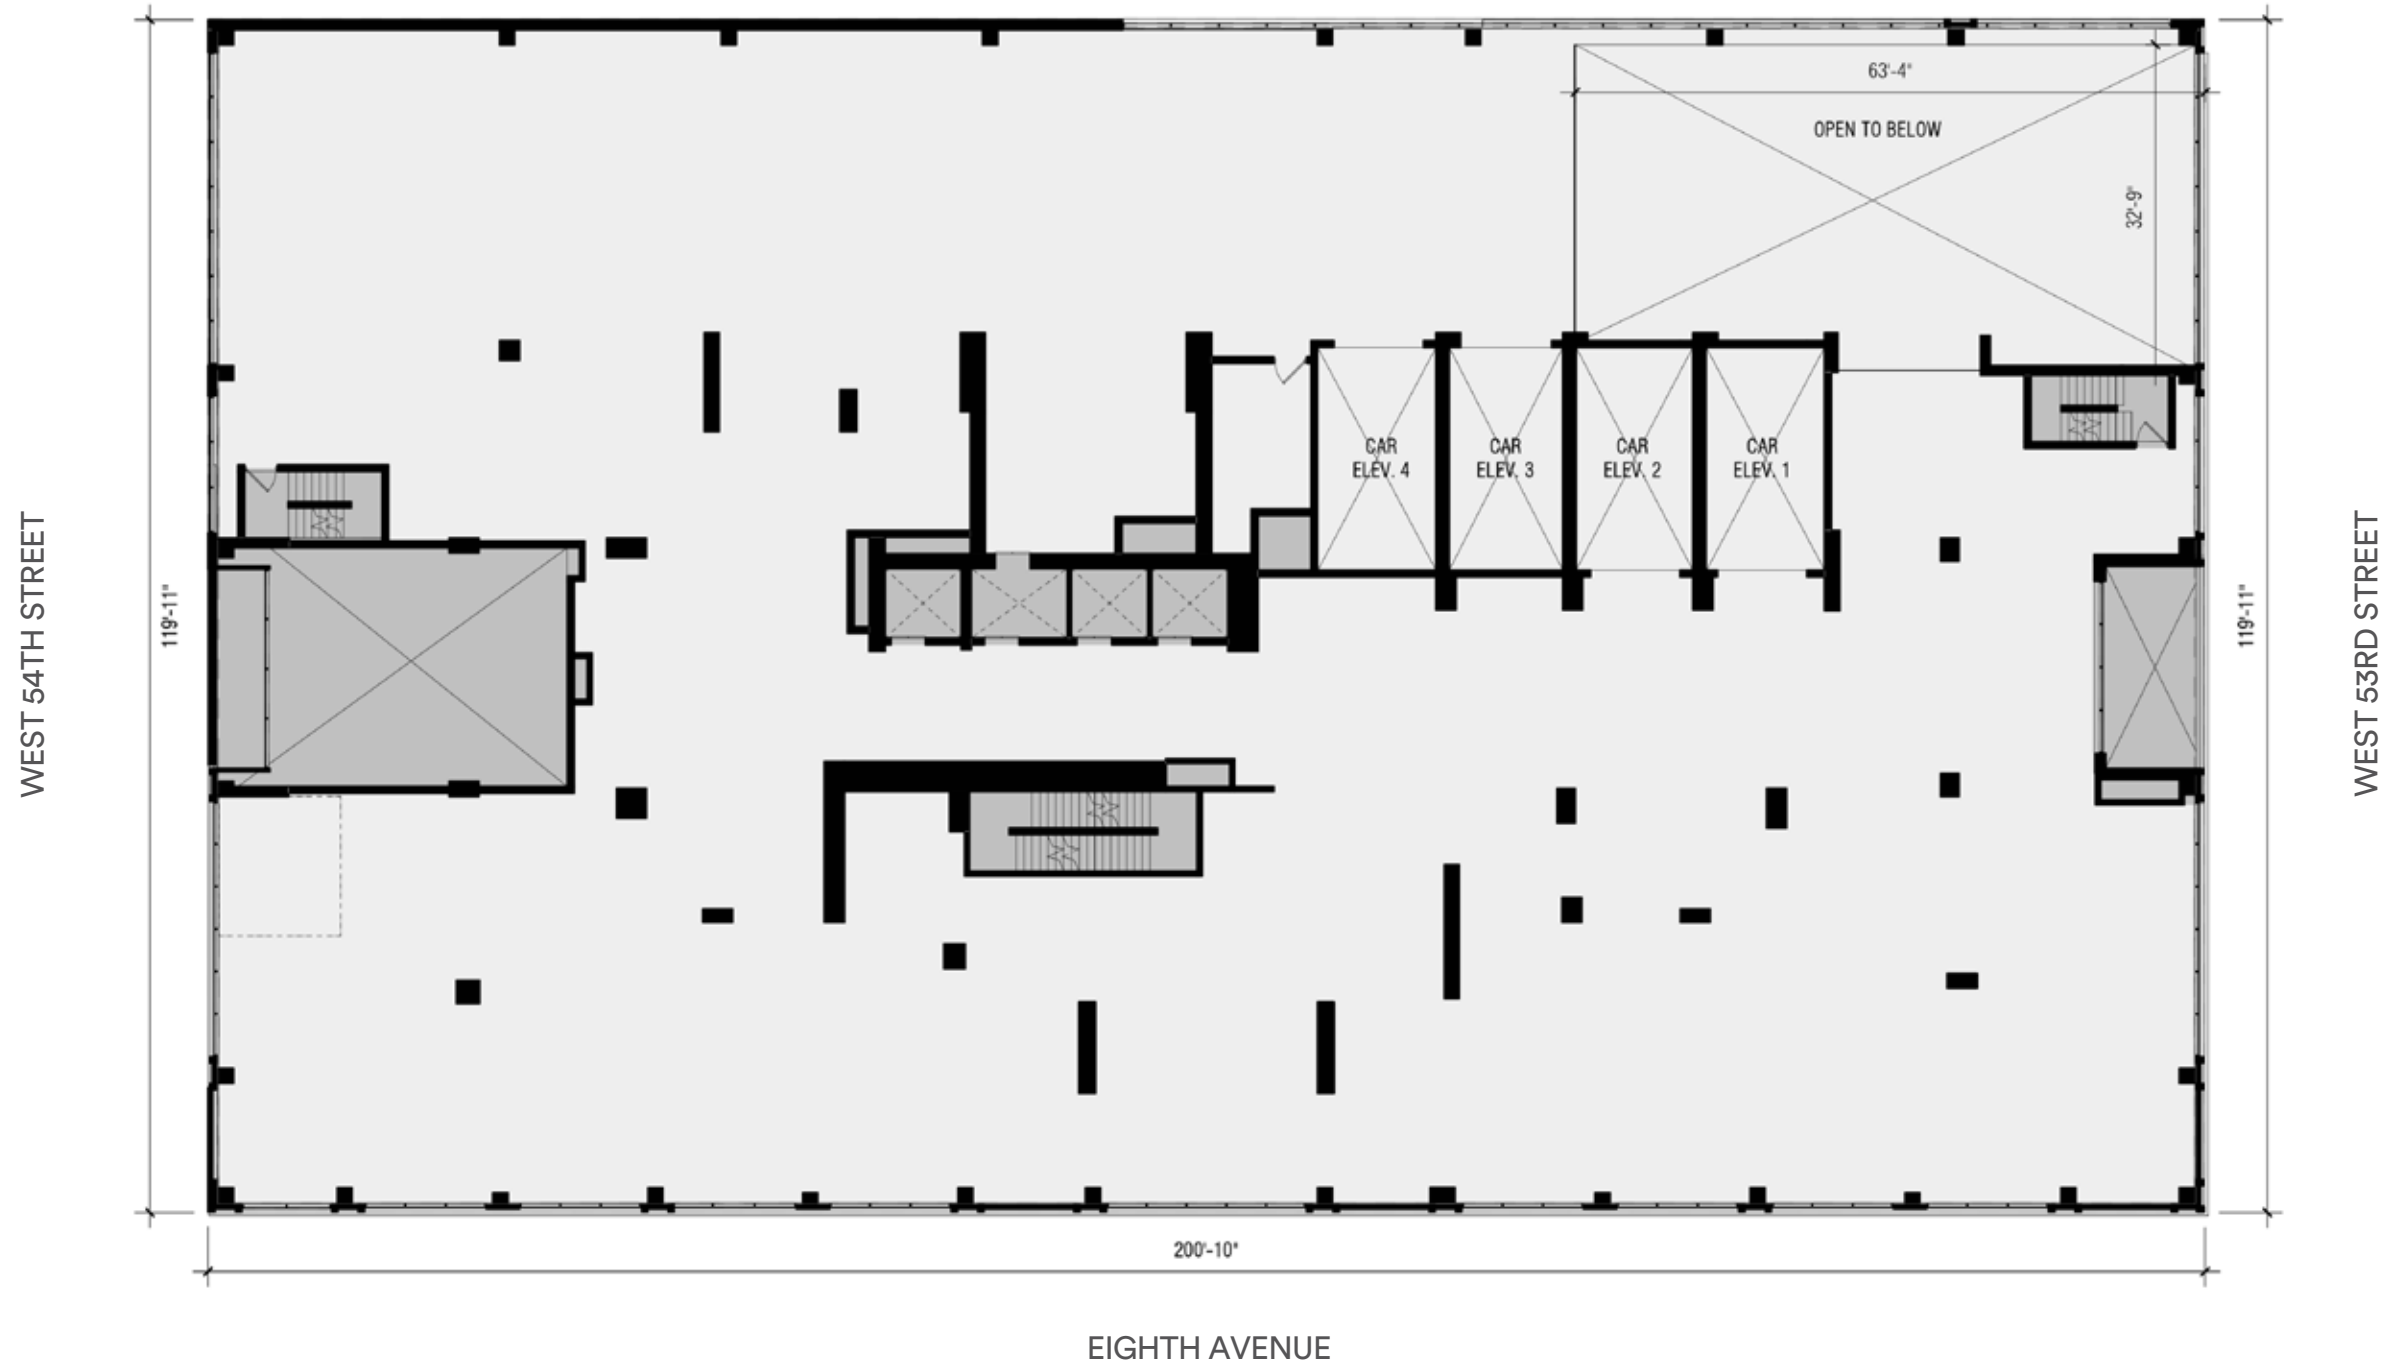 63'-4"
OPEN TO BELOW
32'-9"
CAR
ELEV. 4
CAR
ELEV. 3
CAR
ELEV. 2
CAR
ELEV. 1
WEST 54TH STREET
119'-11"
119'-11"
WEST 53RD STREET
200'-10"
EIGHTH AVENUE